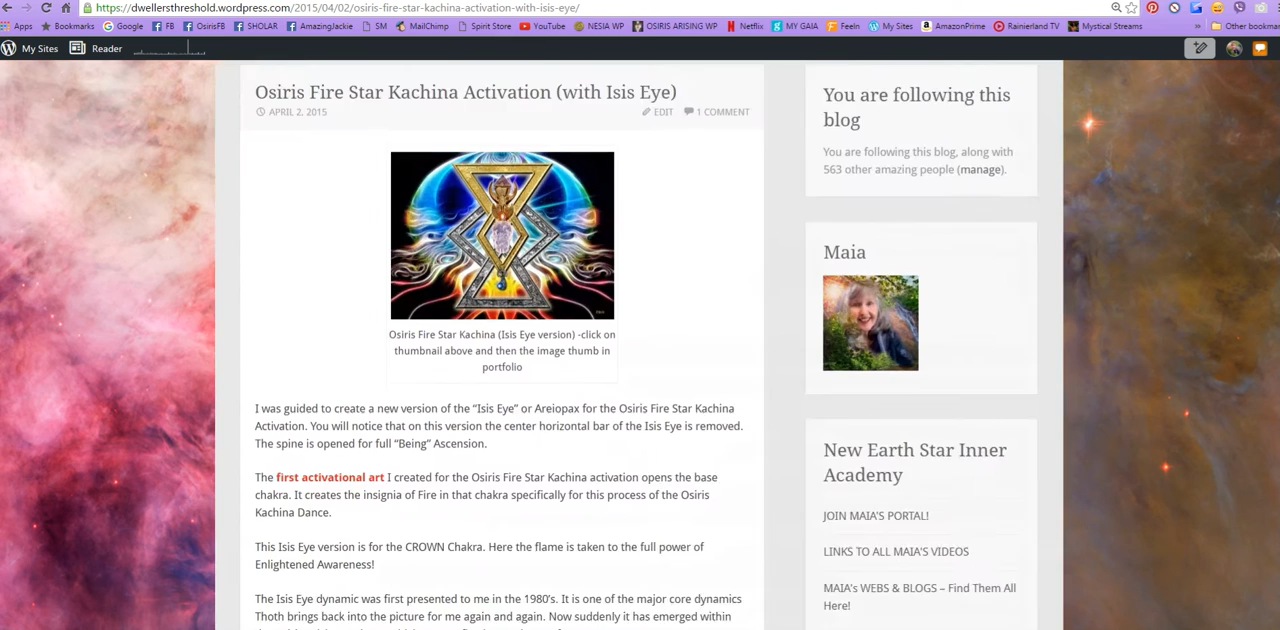 https://dwellersthreshold.wordpress.com/2015/04/02/osiris-fire-star-kachina-activation-with-isis-eye/
Apps Bookmarks Google FB OsirisFB SHOLAR AmazingJackie SM MailChimp Spirit Store YouTube NESIA WP OSIRIS ARISING WP Netflix MY GAIA Feeln My Sites AmazonPrime Rainierland TV Mystical Streams » Other bookmar
My Sites Reader
Osiris Fire Star Kachina Activation (with Isis Eye)
APRIL 2, 2015 EDIT 1 COMMENT
Osiris Fire Star Kachina (Isis Eye version) -click on
thumbnail above and then the image thumb in
portfolio
I was guided to create a new version of the “Isis Eye” or Areiopax for the Osiris Fire Star Kachina
Activation. You will notice that on this version the center horizontal bar of the Isis Eye is removed.
The spine is opened for full “Being” Ascension.
The first activational art I created for the Osiris Fire Star Kachina activation opens the base
chakra. It creates the insignia of Fire in that chakra specifically for this process of the Osiris
Kachina Dance.
This Isis Eye version is for the CROWN Chakra. Here the flame is taken to the full power of
Enlightened Awareness!
The Isis Eye dynamic was first presented to me in the 1980’s. It is one of the major core dynamics
Thoth brings back into the picture for me again and again. Now suddenly it has emerged within
You are following this
blog
You are following this blog, along with
563 other amazing people (manage).
Maia
New Earth Star Inner
Academy
JOIN MAIA’S PORTAL!
LINKS TO ALL MAIA’S VIDEOS
MAIA’s WEBS & BLOGS – Find Them All
Here!